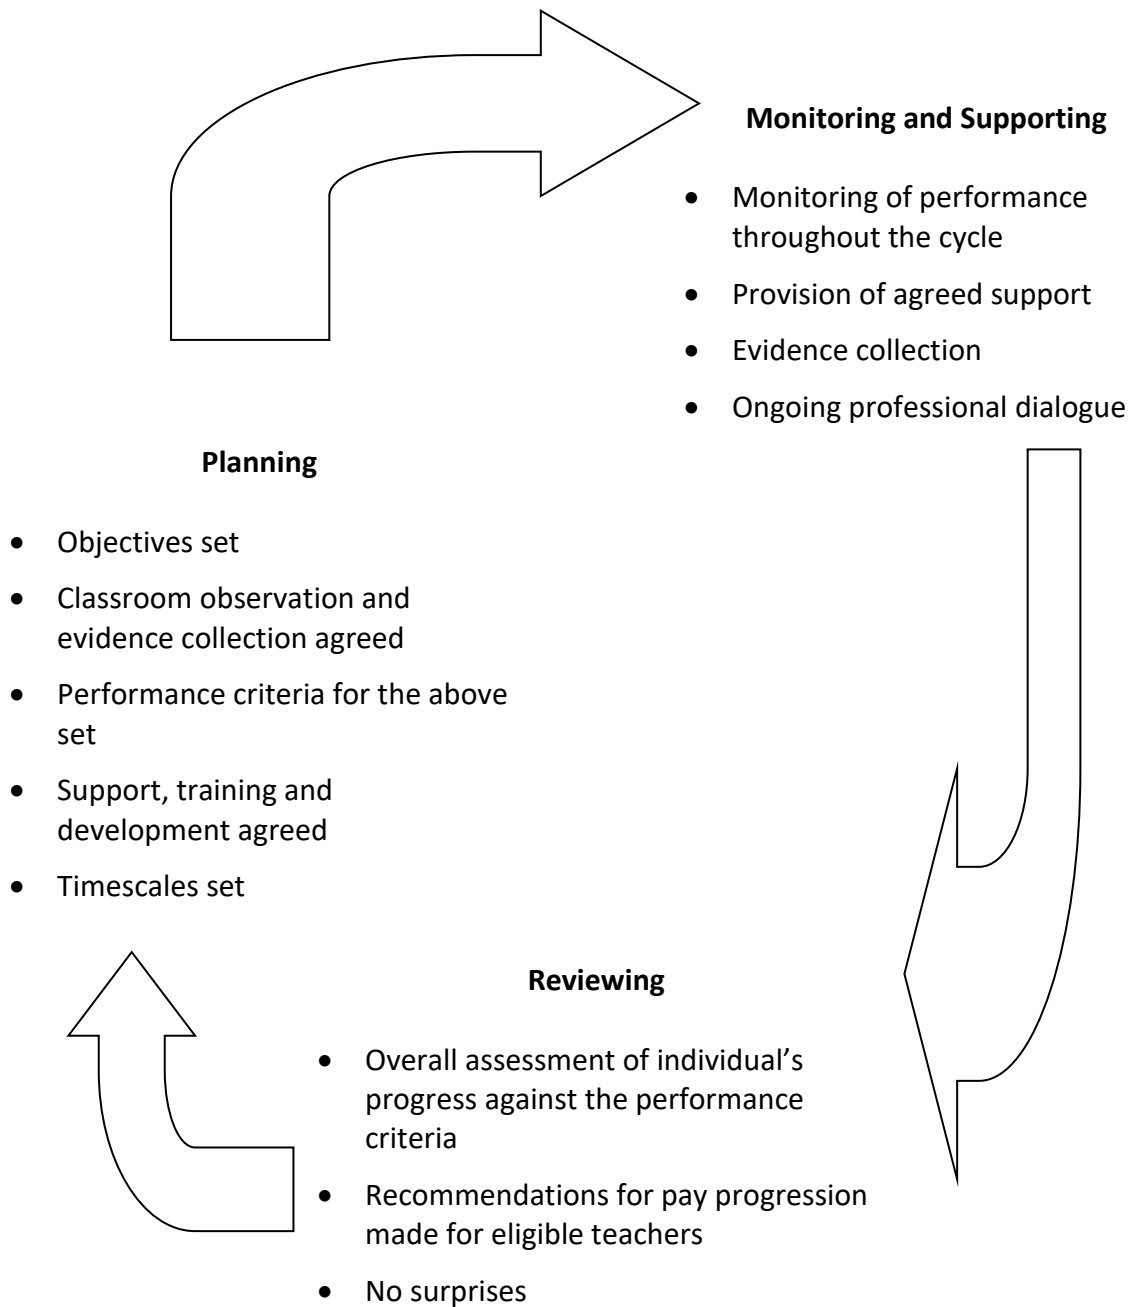 Monitoring and Supporting
• Monitoring of performance
throughout the cycle
• Provision of agreed support
• Evidence collection
• Ongoing professional dialogue
Planning
• Objectives set
• Classroom observation and
evidence collection agreed
• Performance criteria for the above
set
• Support, training and
development agreed
• Timescales set
Reviewing
• Overall assessment of individual’s
progress against the performance
criteria
• Recommendations for pay progression
made for eligible teachers
• No surprises